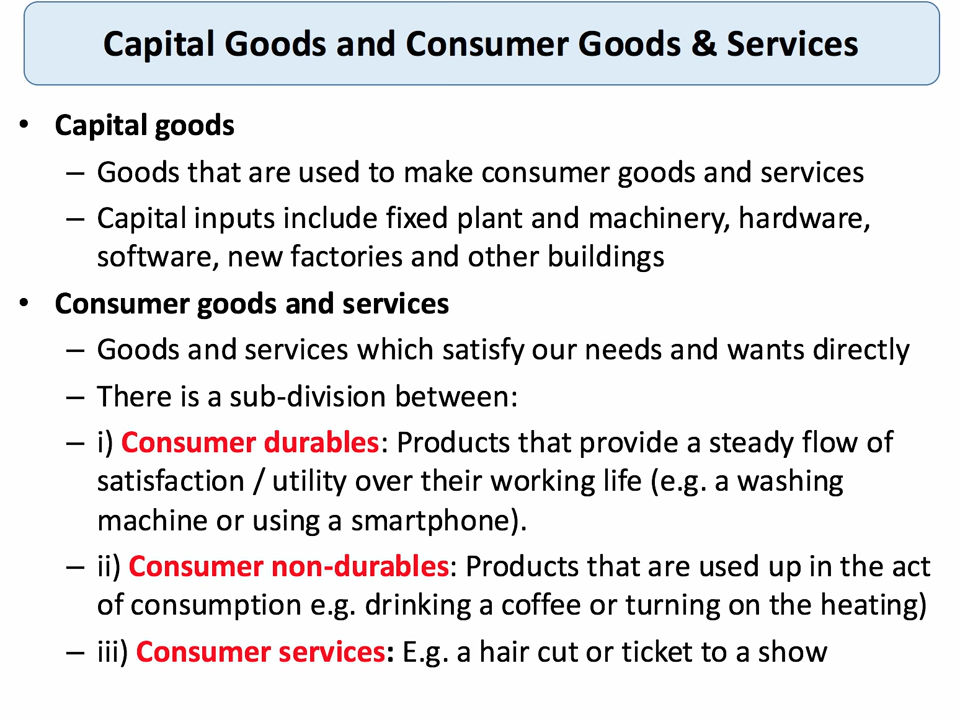 Capital Goods and Consumer Goods & Services
• Capital goods
– Goods that are used to make consumer goods and services
– Capital inputs include fixed plant and machinery, hardware,
software, new factories and other buildings
• Consumer goods and services
– Goods and services which satisfy our needs and wants directly
– There is a sub-division between:
– i) Consumer durables: Products that provide a steady flow of
satisfaction / utility over their working life (e.g. a washing
machine or using a smartphone).
– ii) Consumer non-durables: Products that are used up in the act
of consumption e.g. drinking a coffee or turning on the heating)
– iii) Consumer services: E.g. a hair cut or ticket to a show